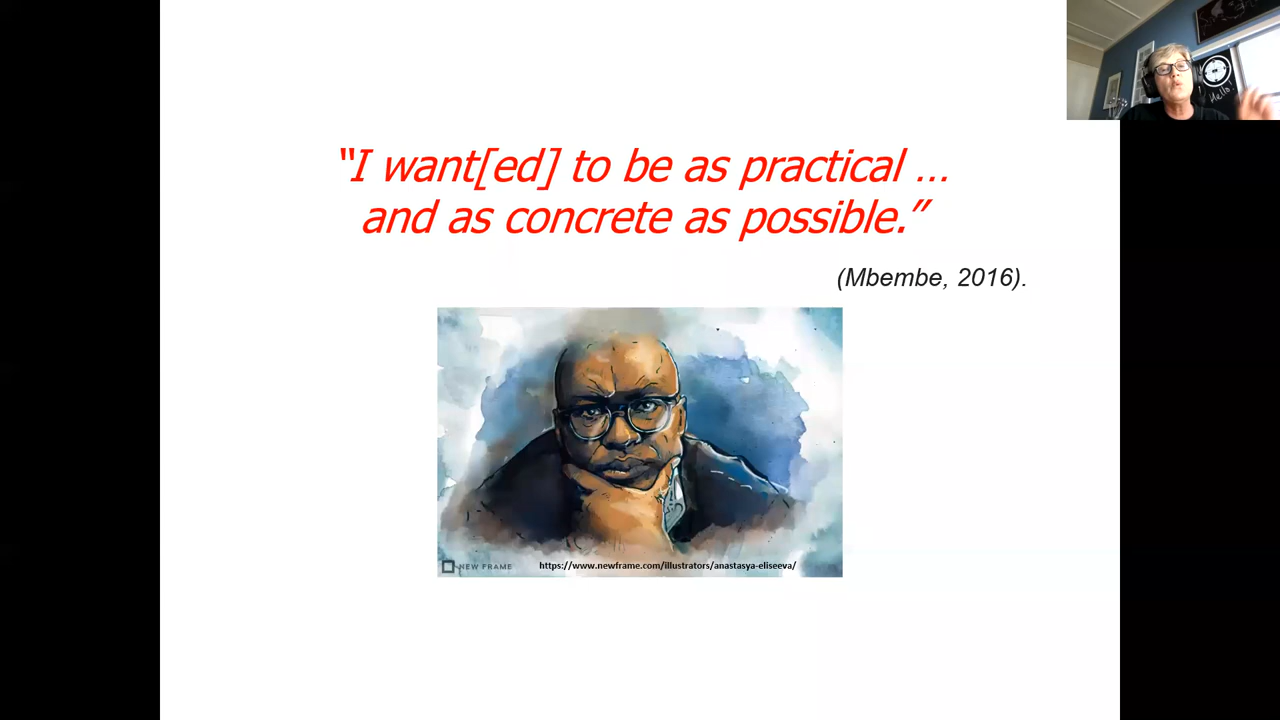 “I want[ed] to be as practical …
and as concrete as possible.”
(Mbembe, 2016).
NEW FRAME
https://www.newframe.com/illustrators/anastasya-eliseeva/
Hello!